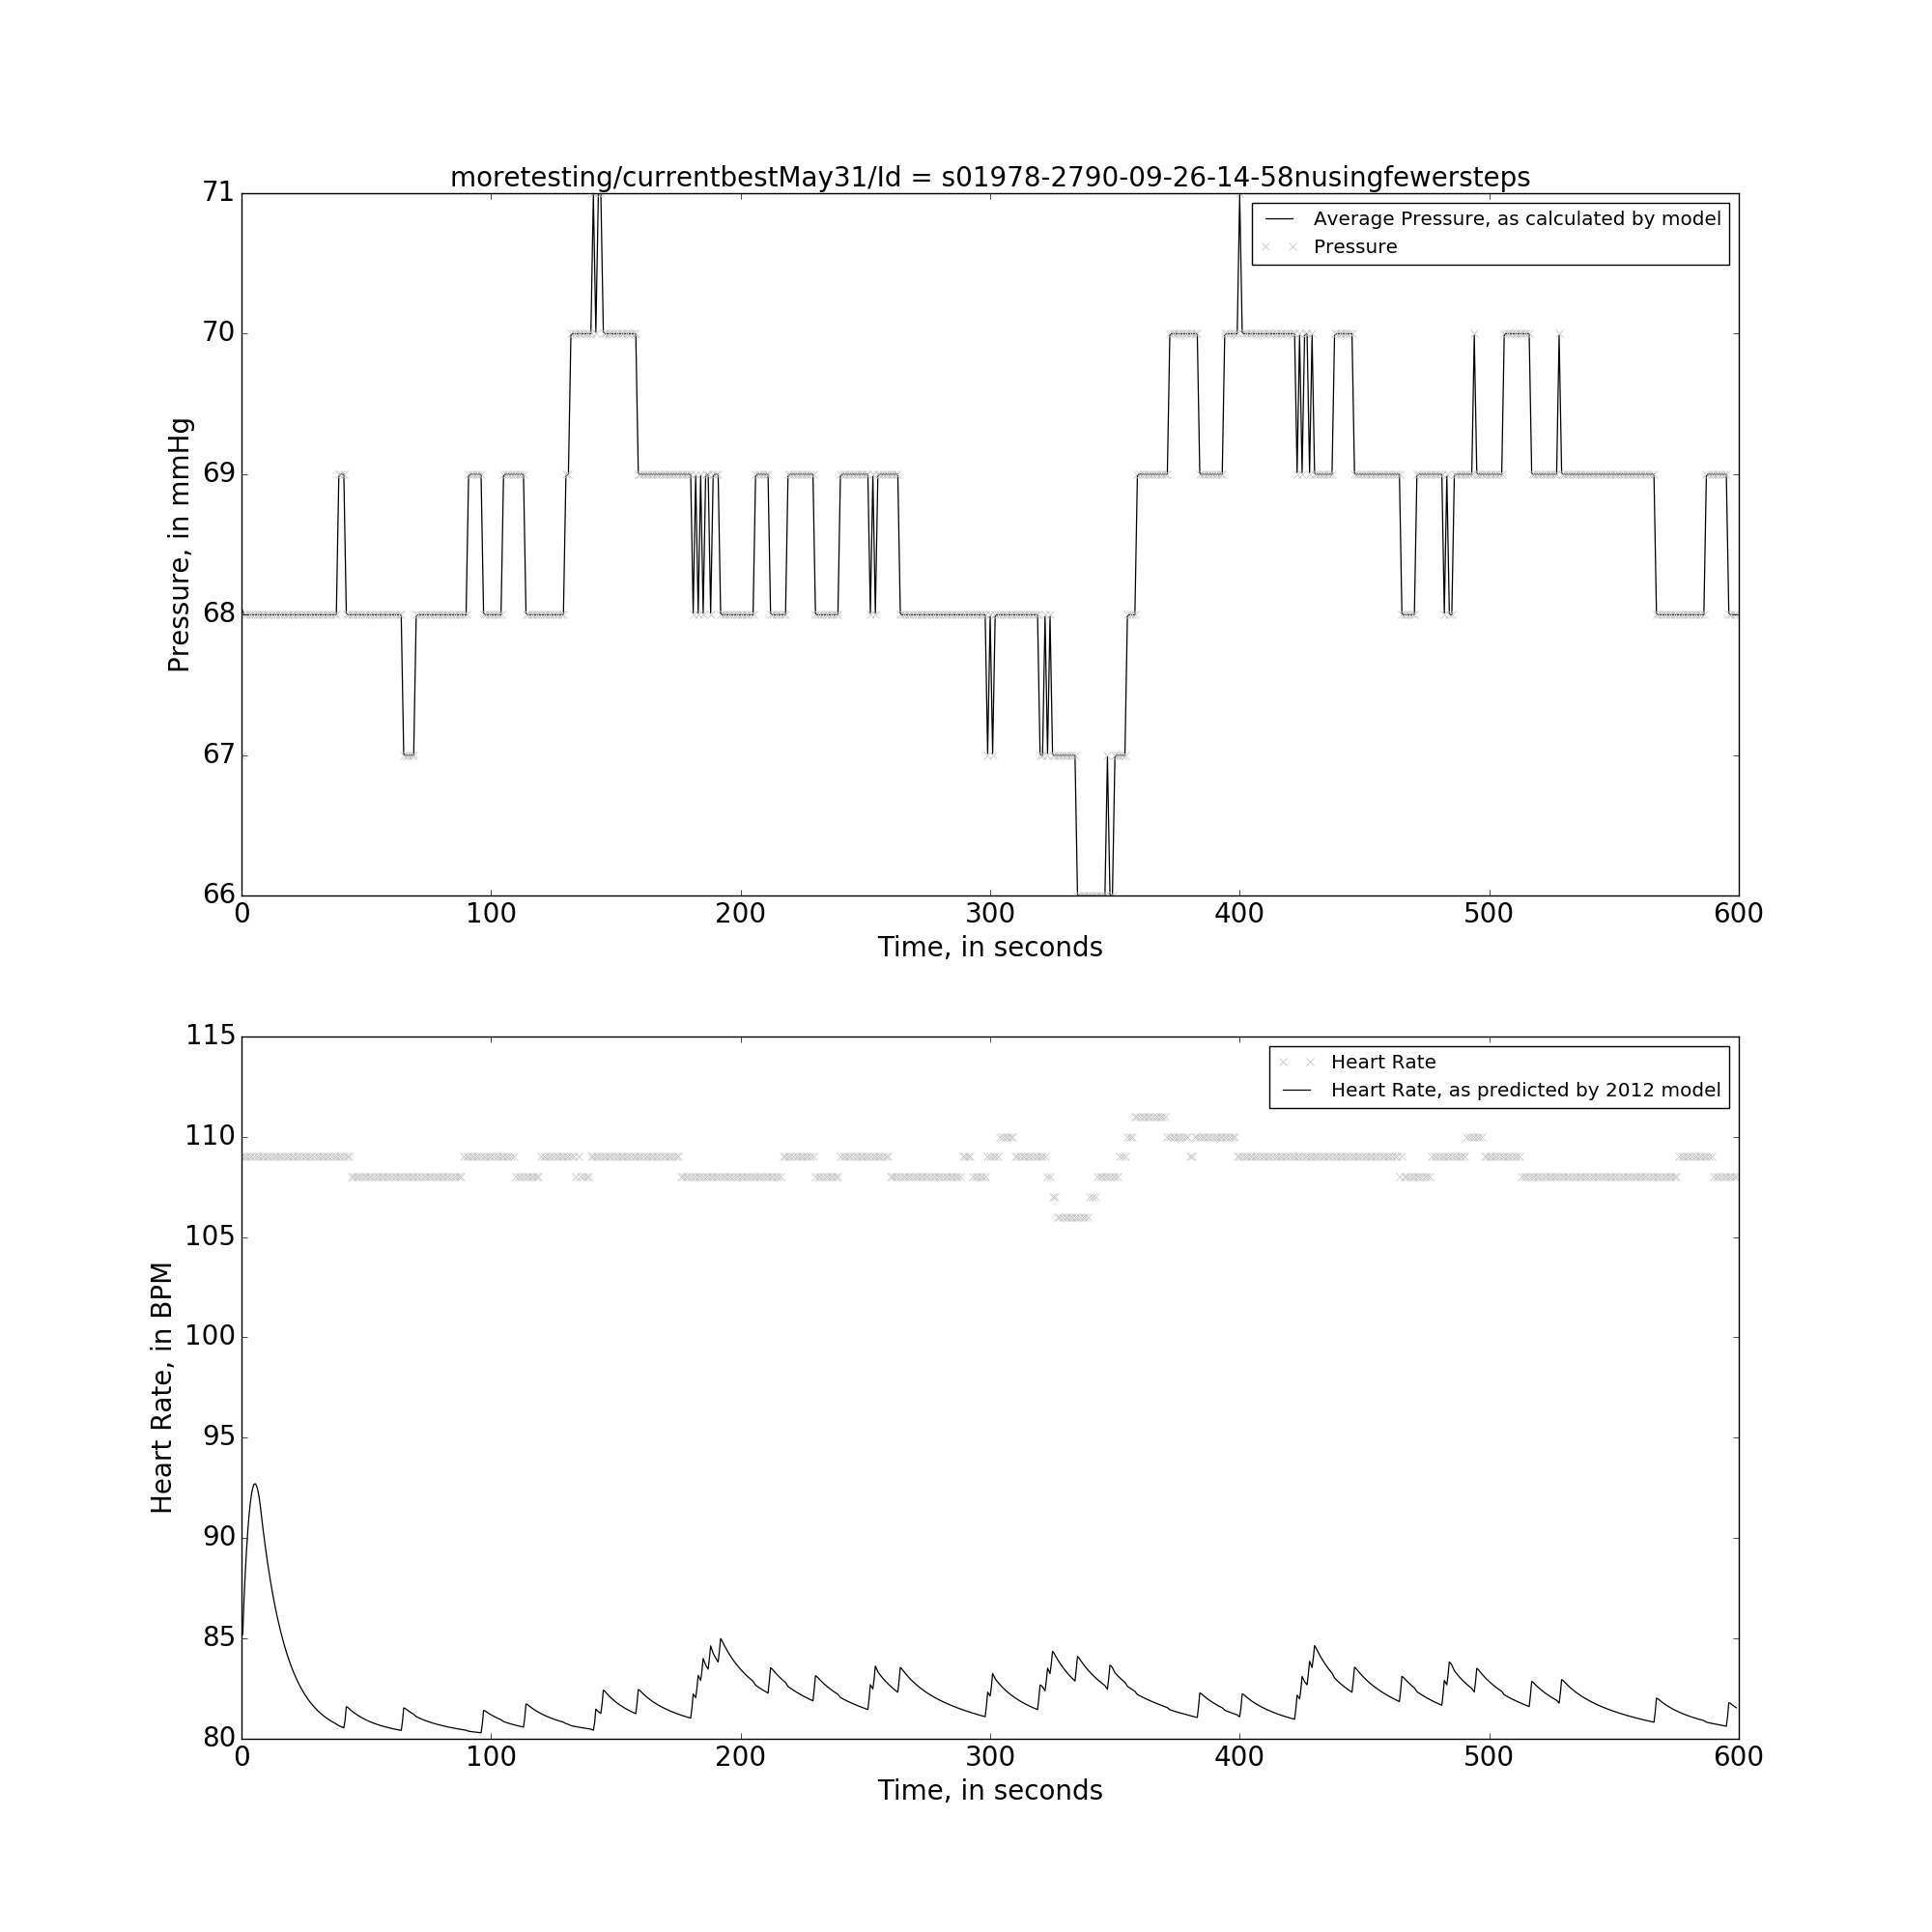 moretesting/currentbestMay31/Id = s01978-2790-09-26-14-58nusingfewersteps
71
Average Pressure, as calculated by model
Pressure
70
69
68
67
66
Pressure, in mmHg
0 100 200 300 400 500 600
Time, in seconds
115
Heart Rate
Heart Rate, as predicted by 2012 model
110
105
100
95
90
85
80
Heart Rate, in BPM
0 100 200 300 400 500 600
Time, in seconds